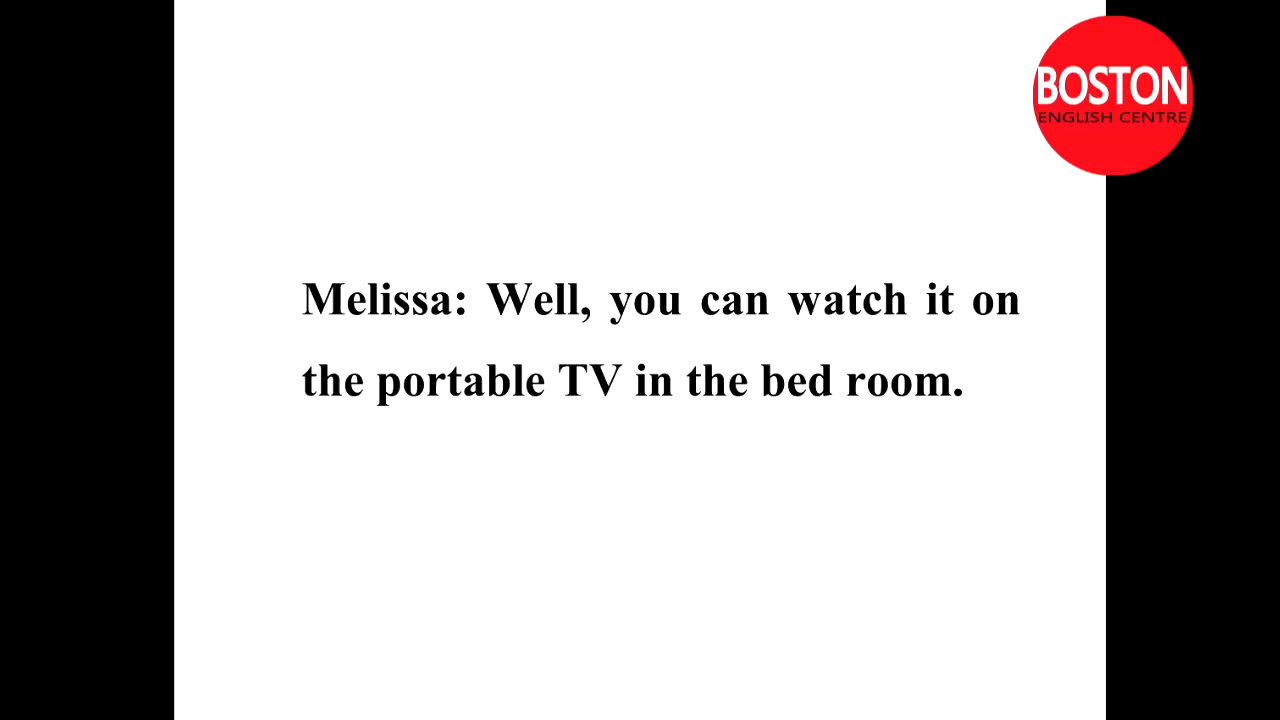 BOSTON
ENGLISH CENTRE
Melissa: Well, you can watch it on
the portable TV in the bed room.